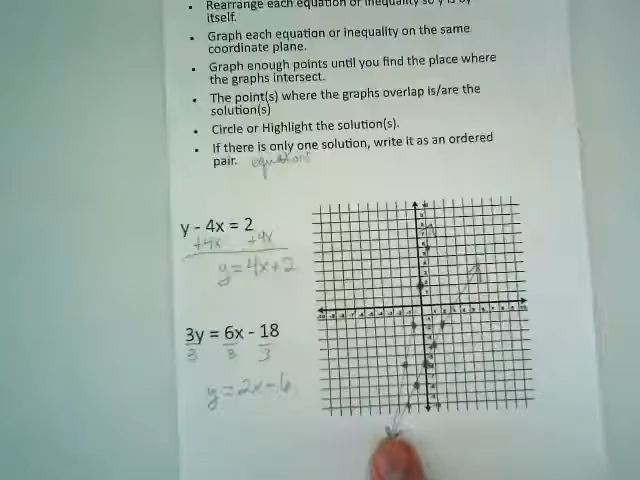 • Rearrange each equation or inequality so y is by
itself.
• Graph each equation or inequality on the same
coordinate plane.
• Graph enough points until you find the place where
the graphs intersect.
• The point(s) where the graphs overlap is/are the
solution(s)
• Circle or Highlight the solution(s).
• If there is only one solution, write it as an ordered
pair. equations
y - 4x = 2
+4x +4x
y = 4x + 2
3y = 6x - 18
3 3 3
y = 2x - 6